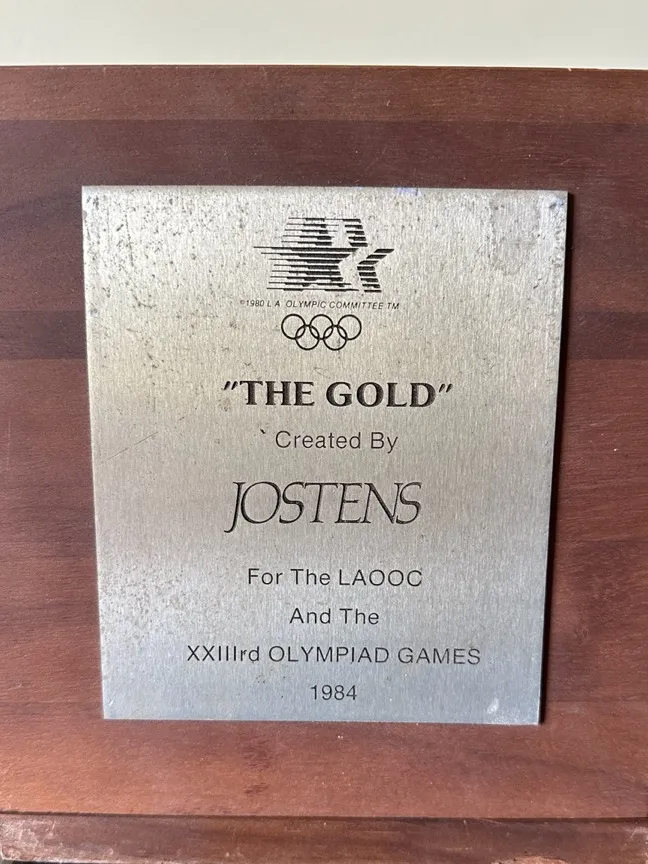 ©1980 L.A. OLYMPIC COMMITTEE TM
"THE GOLD"
Created By
JOSTENS
For The LAOOC
And The
XXIIIrd OLYMPIAD GAMES
1984